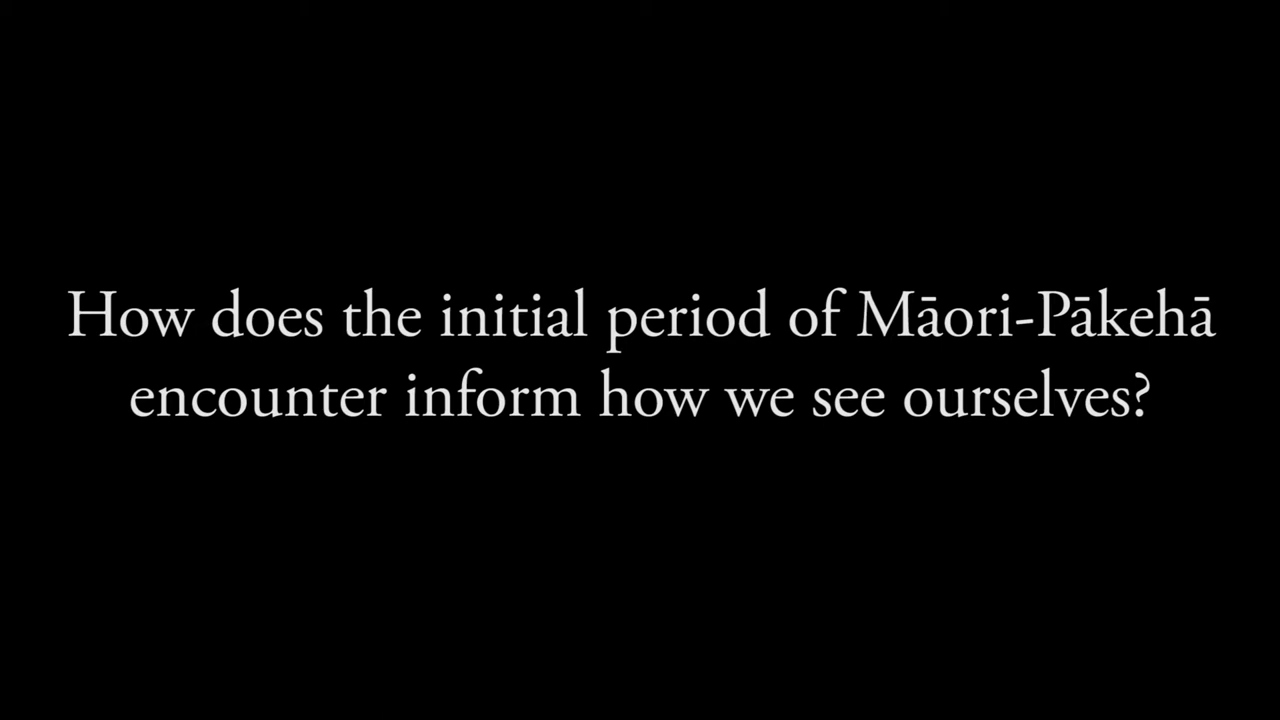 How does the initial period of Māori-Pākehā
encounter inform how we see ourselves?